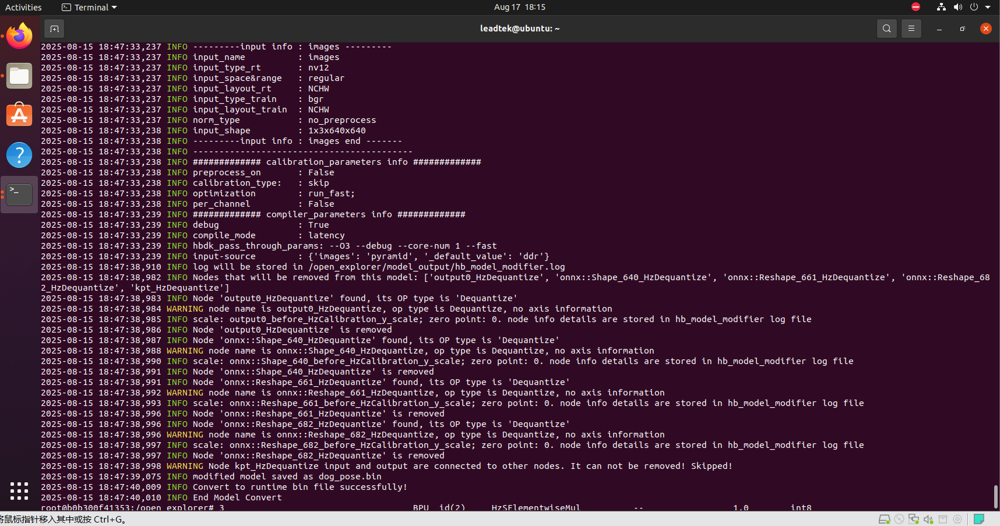 Activities Terminal Aug 17 18:15
leadtek@ubuntu: ~
2025-08-15 18:47:33,237 INFO ---------input info : images ---------
2025-08-15 18:47:33,237 INFO input_name : images
2025-08-15 18:47:33,237 INFO input_type_rt : nv12
2025-08-15 18:47:33,237 INFO input_space&range : regular
2025-08-15 18:47:33,237 INFO input_layout_rt : NCHW
2025-08-15 18:47:33,237 INFO input_type_train : bgr
2025-08-15 18:47:33,237 INFO input_layout_train : NCHW
2025-08-15 18:47:33,237 INFO norm_type : no_preprocess
2025-08-15 18:47:33,238 INFO input_shape : 1x3x640x640
2025-08-15 18:47:33,238 INFO ---------input info : images end -------
2025-08-15 18:47:33,238 INFO ------------------------------------------
2025-08-15 18:47:33,238 INFO ############# calibration_parameters info #############
2025-08-15 18:47:33,238 INFO preprocess_on : False
2025-08-15 18:47:33,238 INFO calibration_type: : skip
2025-08-15 18:47:33,238 INFO optimization : run_fast;
2025-08-15 18:47:33,238 INFO per_channel : False
2025-08-15 18:47:33,239 INFO ############# compiler_parameters info #############
2025-08-15 18:47:33,239 INFO debug : True
2025-08-15 18:47:33,239 INFO compile_mode : latency
2025-08-15 18:47:33,239 INFO hbdk_pass_through_params: --O3 --debug --core-num 1 --fast
2025-08-15 18:47:33,239 INFO input-source : {'images': 'pyramid', '_default_value': 'ddr'}
2025-08-15 18:47:38,910 INFO log will be stored in /open_explorer/model_output/hb_model_modifier.log
2025-08-15 18:47:38,982 INFO Nodes that will be removed from this model: ['output0_HzDequantize', 'onnx::Shape_640_HzDequantize', 'onnx::Reshape_661_HzDequantize', 'onnx::Reshape_68
2_HzDequantize', 'kpt_HzDequantize']
2025-08-15 18:47:38,983 INFO Node 'output0_HzDequantize' found, its OP type is 'Dequantize'
2025-08-15 18:47:38,984 WARNING node name is output0_HzDequantize, op type is Dequantize, no axis information
2025-08-15 18:47:38,985 INFO scale: output0_before_HzCalibration_y_scale; zero point: 0. node info details are stored in hb_model_modifier log file
2025-08-15 18:47:38,986 INFO Node 'output0_HzDequantize' is removed
2025-08-15 18:47:38,987 INFO Node 'onnx::Shape_640_HzDequantize' found, its OP type is 'Dequantize'
2025-08-15 18:47:38,988 WARNING node name is onnx::Shape_640_HzDequantize, op type is Dequantize, no axis information
2025-08-15 18:47:38,990 INFO scale: onnx::Shape_640_before_HzCalibration_y_scale; zero point: 0. node info details are stored in hb_model_modifier log file
2025-08-15 18:47:38,991 INFO Node 'onnx::Shape_640_HzDequantize' is removed
2025-08-15 18:47:38,991 INFO Node 'onnx::Reshape_661_HzDequantize' found, its OP type is 'Dequantize'
2025-08-15 18:47:38,992 WARNING node name is onnx::Reshape_661_HzDequantize, op type is Dequantize, no axis information
2025-08-15 18:47:38,993 INFO scale: onnx::Reshape_661_before_HzCalibration_y_scale; zero point: 0. node info details are stored in hb_model_modifier log file
2025-08-15 18:47:38,996 INFO Node 'onnx::Reshape_661_HzDequantize' is removed
2025-08-15 18:47:38,996 INFO Node 'onnx::Reshape_682_HzDequantize' found, its OP type is 'Dequantize'
2025-08-15 18:47:38,996 WARNING node name is onnx::Reshape_682_HzDequantize, op type is Dequantize, no axis information
2025-08-15 18:47:38,997 INFO scale: onnx::Reshape_682_before_HzCalibration_y_scale; zero point: 0. node info details are stored in hb_model_modifier log file
2025-08-15 18:47:38,997 INFO Node 'onnx::Reshape_682_HzDequantize' is removed
2025-08-15 18:47:38,998 WARNING Node kpt_HzDequantize input and output are connected to other nodes. It can not be removed! Skipped!
2025-08-15 18:47:39,075 INFO modified model saved as dog_pose.bin
2025-08-15 18:47:40,009 INFO Convert to runtime bin file successfully!
2025-08-15 18:47:40,010 INFO End Model Convert
root@b0b300f41353:/open_explorer# 3 BPU id(2) HzSElementwiseMul -- 1.0 int8
将鼠标指针移入其中或按 Ctrl+G。